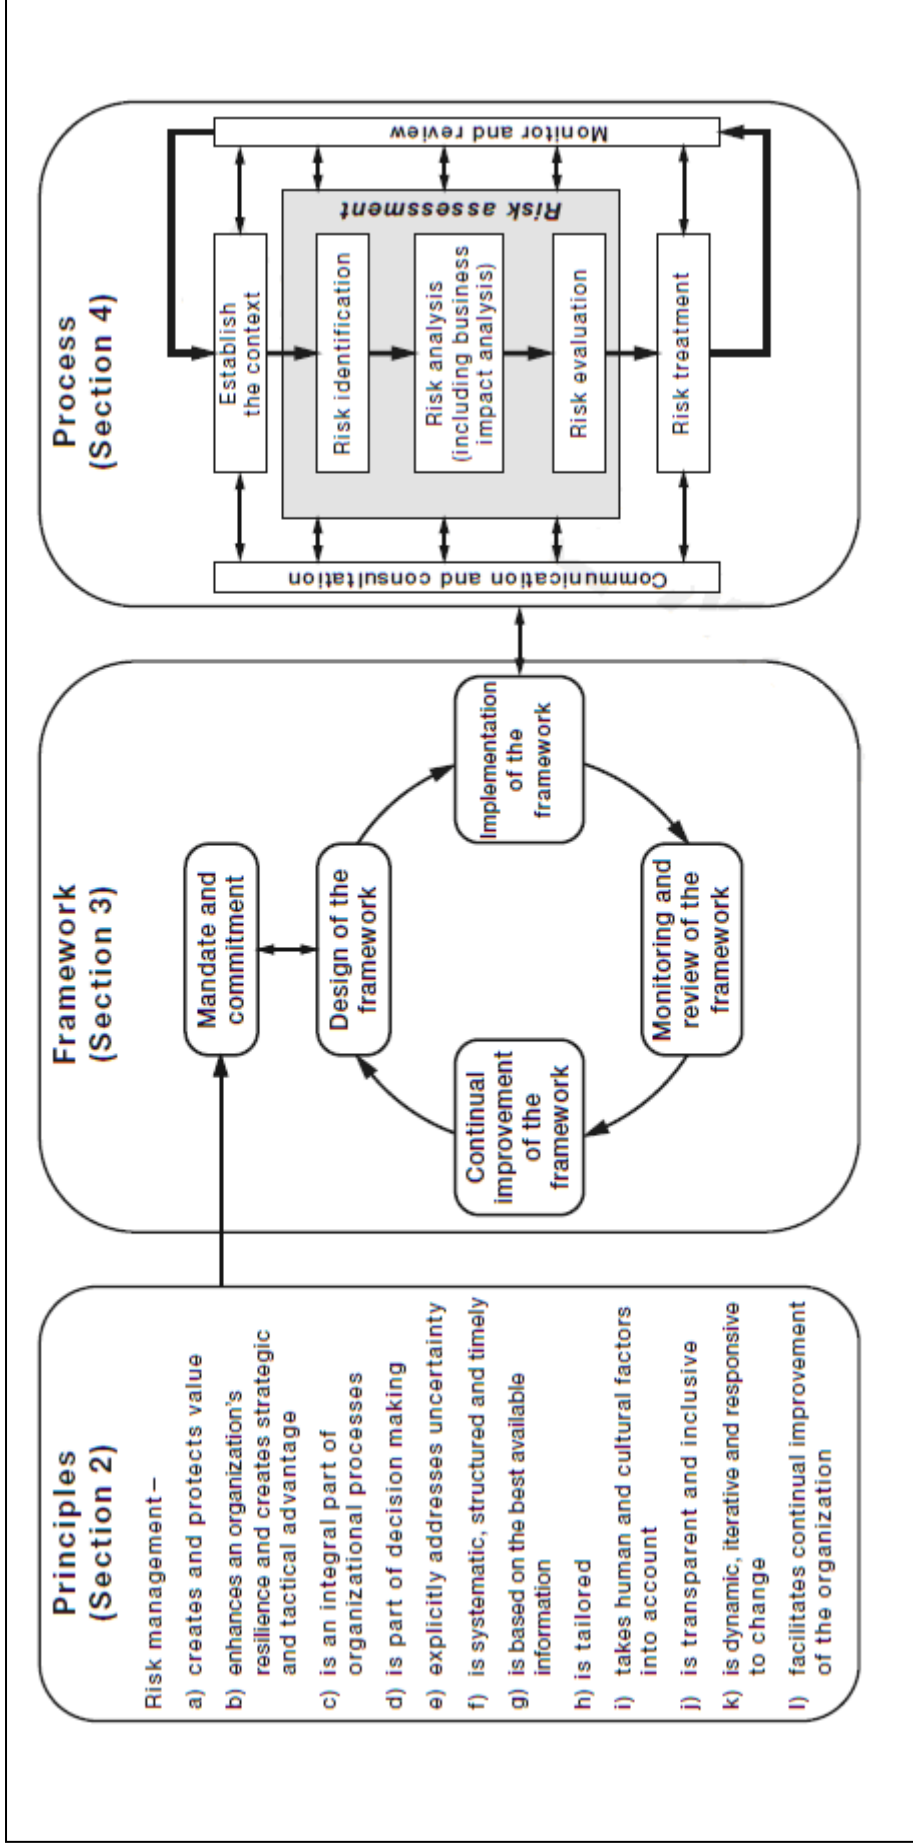 Principles
(Section 2)
Risk management–
a) creates and protects value
b) enhances an organization's
resilience and creates strategic
and tactical advantage
c) is an integral part of
organizational processes
d) is part of decision making
e) explicitly addresses uncertainty
f) is systematic, structured and timely
g) is based on the best available
information
h) is tailored
i) takes human and cultural factors
into account
j) is transparent and inclusive
k) is dynamic, iterative and responsive
to change
l) facilitates continual improvement
of the organization
Framework
(Section 3)
Mandate and
commitment
Design of the
framework
Implementation
of the
framework
Monitoring and
review of the
framework
Continual
improvement
of the
framework
Process
(Section 4)
Communication and consultation
Establish
the context
Risk assessment
Risk identification
Risk analysis
(including business
impact analysis)
Risk evaluation
Risk treatment
Monitor and review